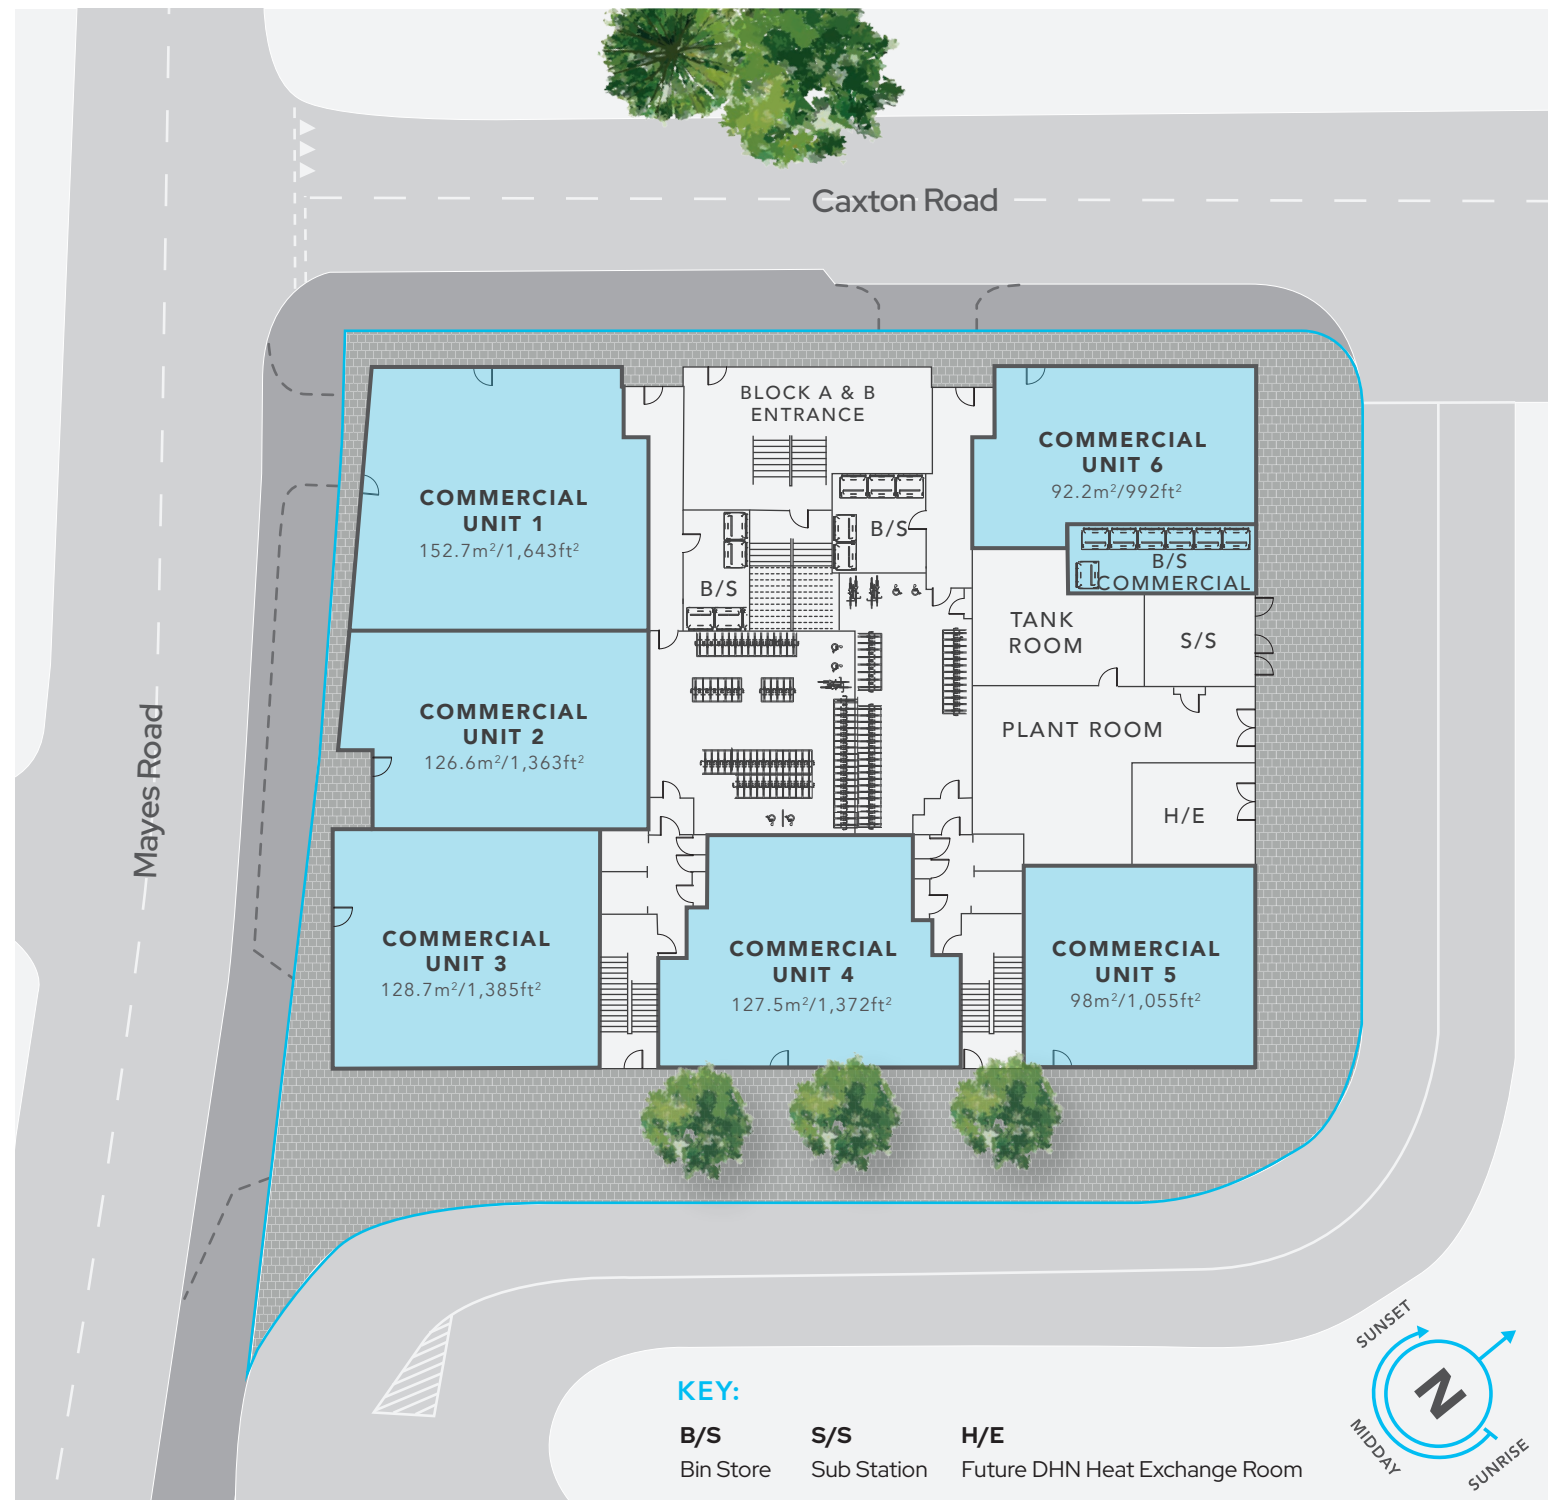 Caxton Road
BLOCK A & B
ENTRANCE
COMMERCIAL
UNIT 6
92.2m²/992ft²
COMMERCIAL
UNIT 1
152.7m²/1,643ft²
B/S
B/S
B/S
COMMERCIAL
TANK
ROOM
S/S
COMMERCIAL
UNIT 2
126.6m²/1,363ft²
PLANT ROOM
Mayes Road
H/E
COMMERCIAL
UNIT 3
128.7m²/1,385ft²
COMMERCIAL
UNIT 4
127.5m²/1,372ft²
COMMERCIAL
UNIT 5
98m²/1,055ft²
SUNSET
N
MIDDAY
SUNRISE
KEY:
B/S
Bin Store
S/S
Sub Station
H/E
Future DHN Heat Exchange Room